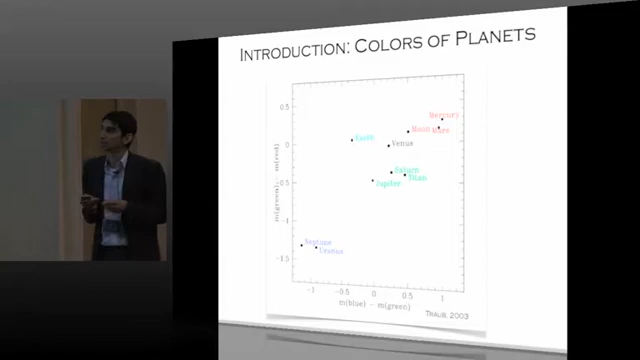 INTRODUCTION: COLORS OF PLANETS
m(green) - m(red)
0.5
0
-0.5
-1
-1.5
Mercury
Moon
Mars
Earth
Venus
Saturn
Titan
Jupiter
Neptune
Uranus
-1
-0.5
0
0.5
1
m(blue) - m(green)
TRAUB, 2003